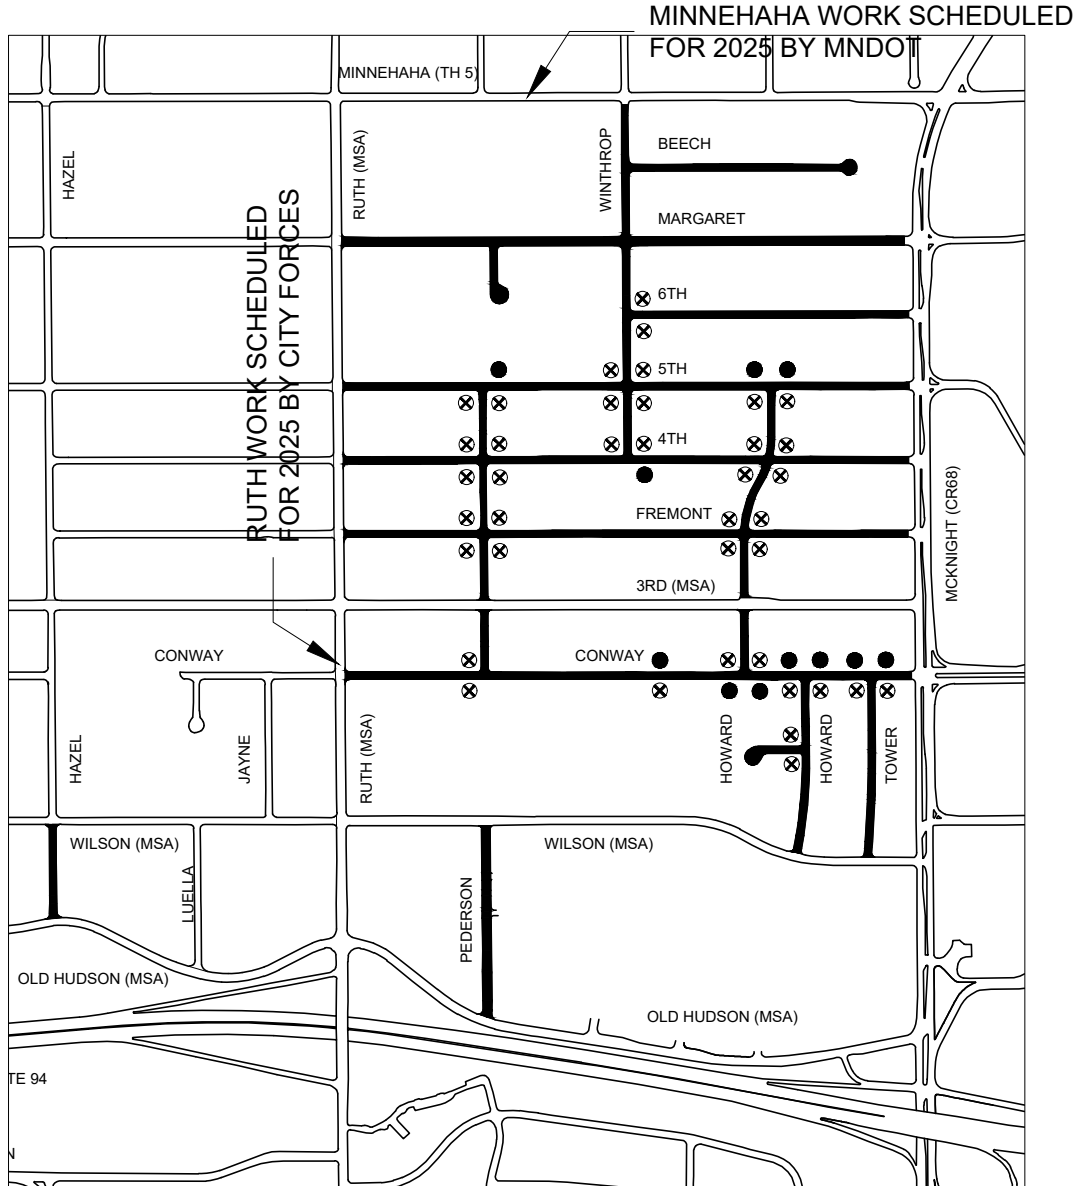 MINNEHAHA WORK SCHEDULED
FOR 2025 BY MNDOT
MINNEHAHA (TH 5)
HAZEL
RUTH (MSA)
WINTHROP
BEECH
MARGARET
RUTH WORK SCHEDULED
FOR 2025 BY CITY FORCES
6TH
5TH
4TH
FREMONT
MCKNIGHT (CR68)
3RD (MSA)
CONWAY
CONWAY
HAZEL
JAYNE
RUTH (MSA)
HOWARD
HOWARD
TOWER
WILSON (MSA)
WILSON (MSA)
LUELLA
PEDERSON
OLD HUDSON (MSA)
OLD HUDSON (MSA)
TE 94
N